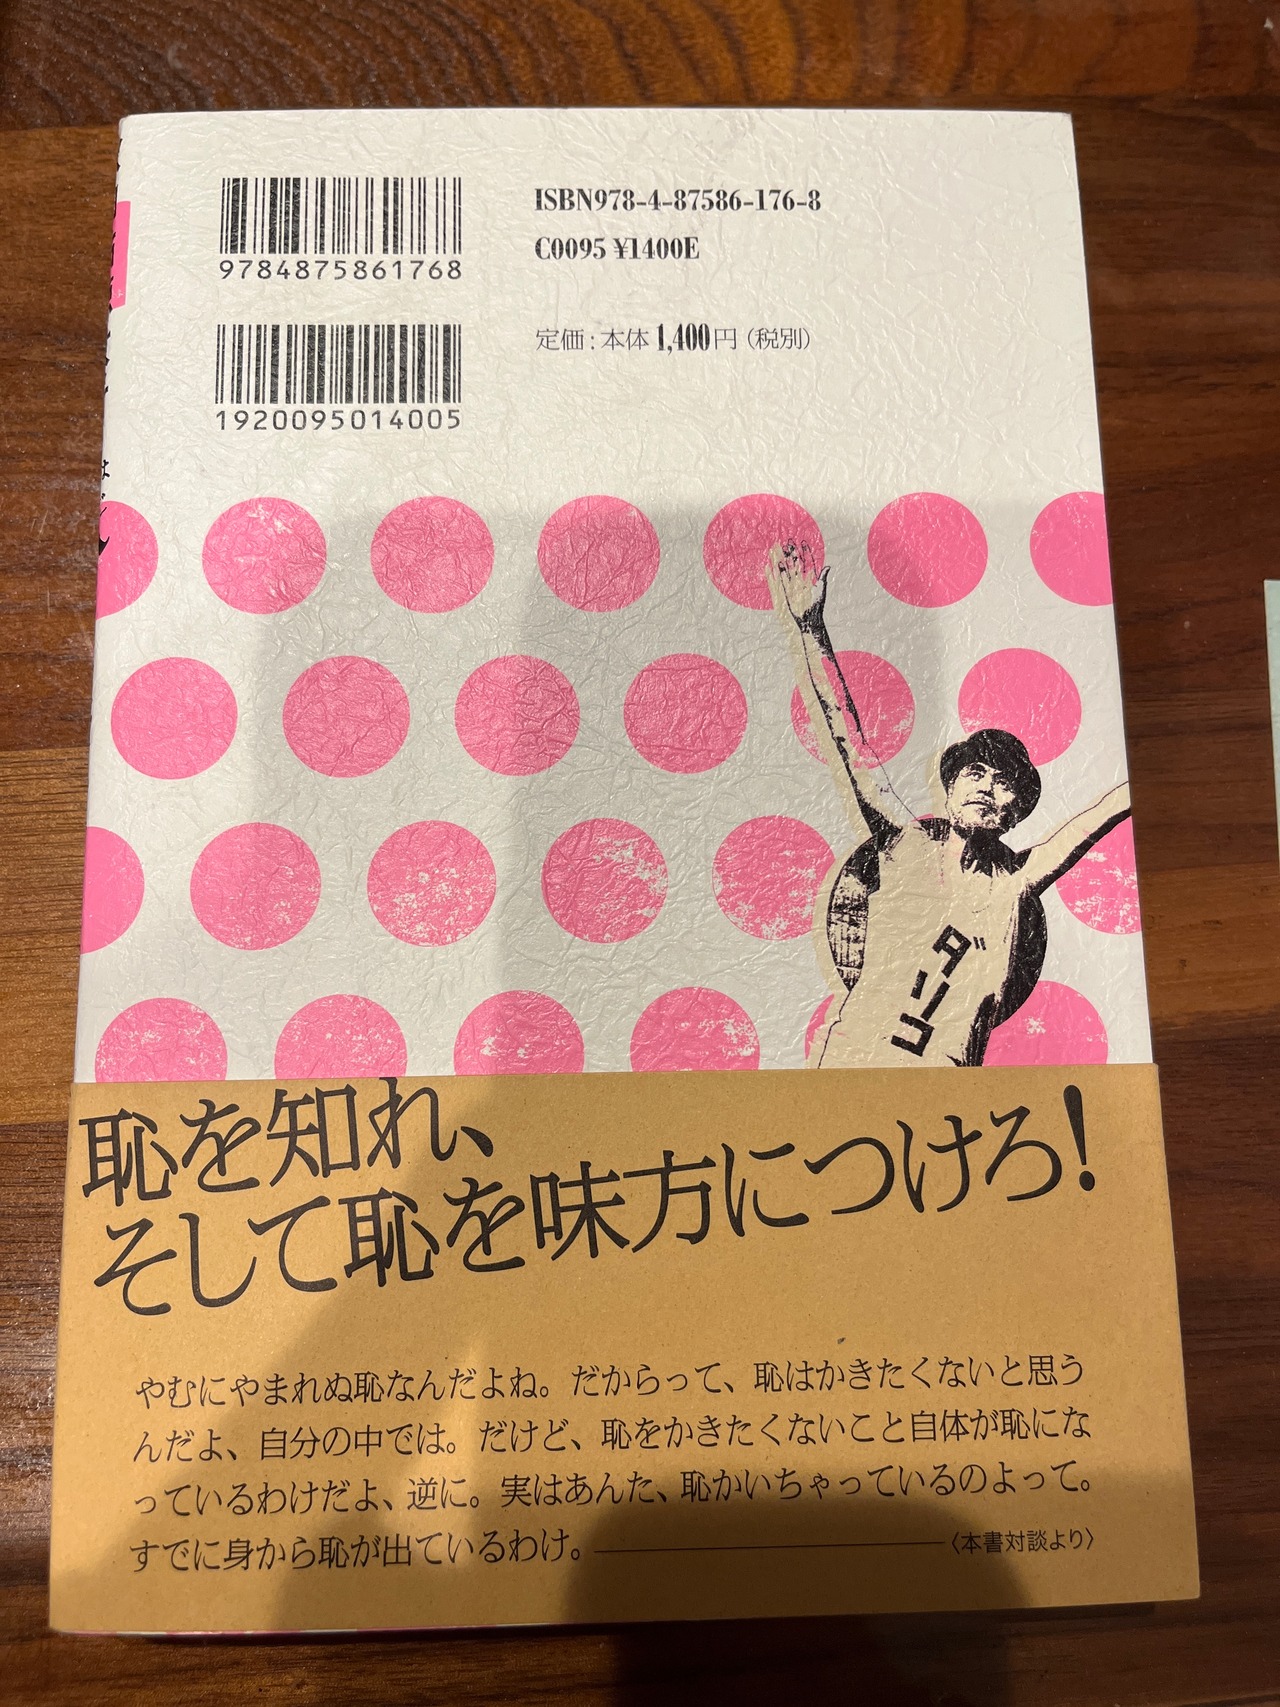 9784875861768
ISBN978-4-87586-176-8
C0095 ¥1400E
定価：本体 1,400円（税別）
1920095014005
ダリコ
恥を知れ、
そして恥を味方につけろ！
やむにやまれぬ恥なんだよね。だからって、恥はかきたくないと思う
んだよ、自分の中では。だけど、恥をかきたくないこと自体が恥にな
っているわけだよ、逆に。実はあんた、恥かいちゃっているのよって。
すでに身から恥が出ているわけ。――〈本書対談より〉